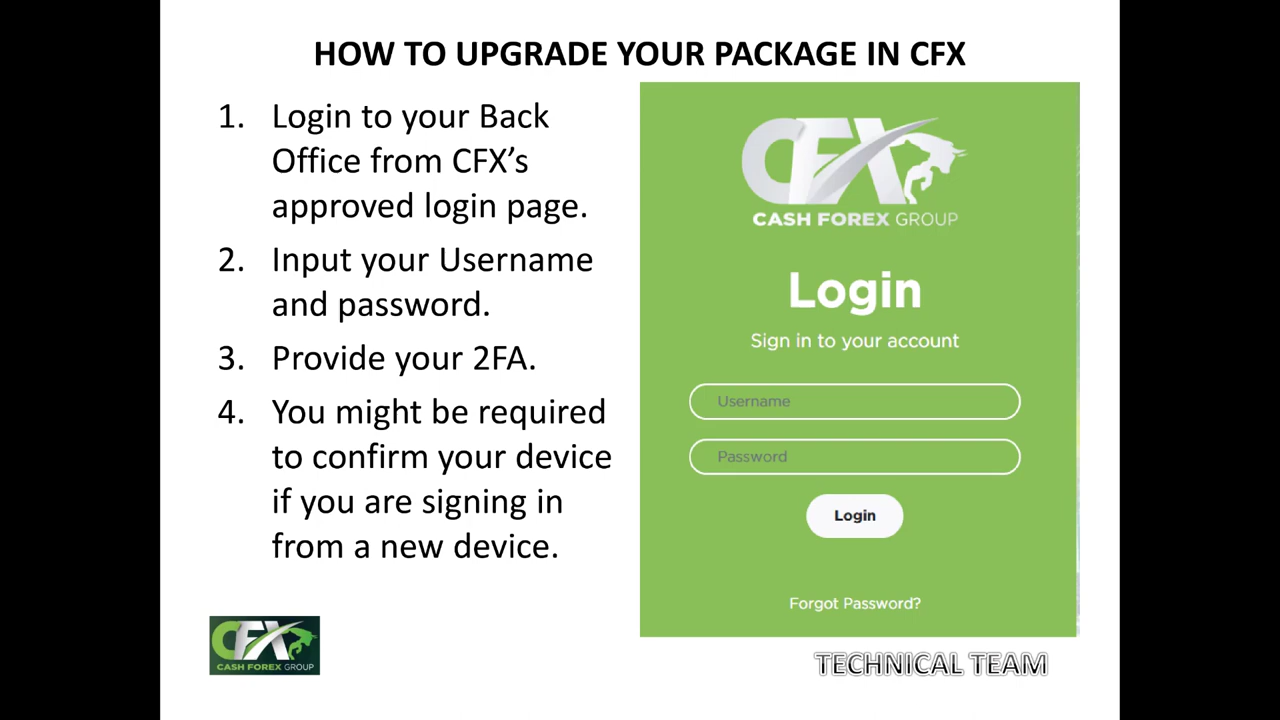 HOW TO UPGRADE YOUR PACKAGE IN CFX
1. Login to your Back
Office from CFX’s
approved login page.
2. Input your Username
and password.
3. Provide your 2FA.
4. You might be required
to confirm your device
if you are signing in
from a new device.
CFX
CASH FOREX GROUP
Login
Sign in to your account
Username
Password
Login
Forgot Password?
CFX
CASH FOREX GROUP
TECHNICAL TEAM